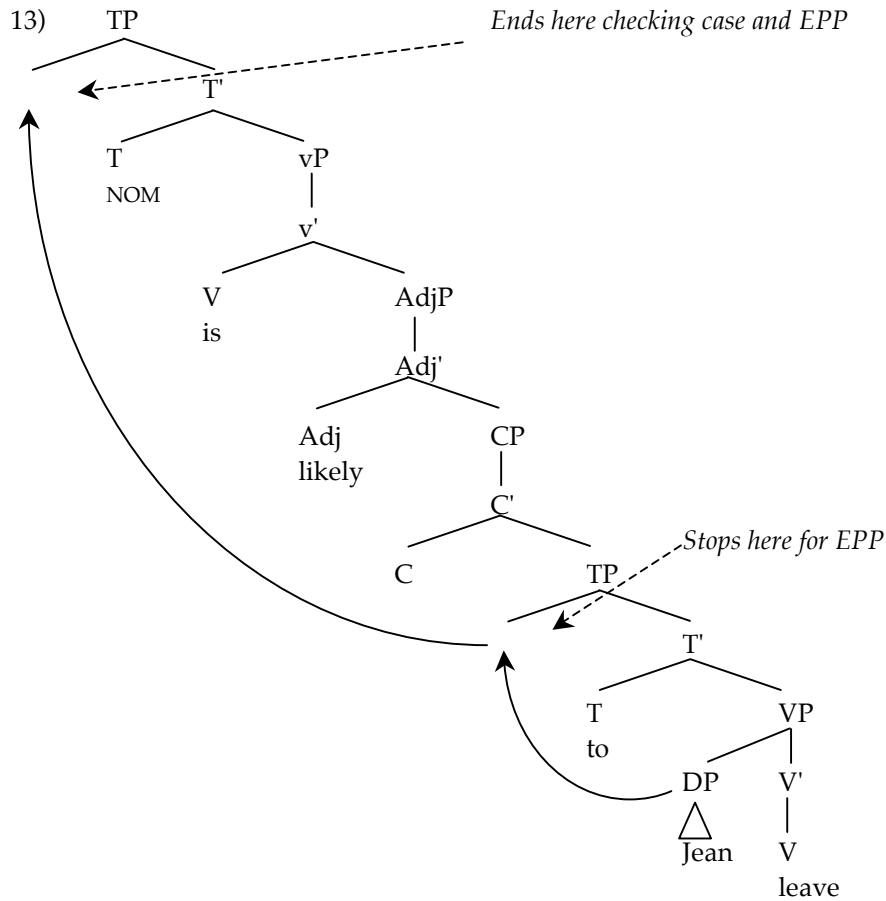 13) TP Ends here checking case and EPP
T'
T vP
NOM
v'
V AdjP
is
Adj'
Adj CP
likely
C'
Stops here for EPP
C TP
T'
T VP
to
DP V'
Jean V
leave